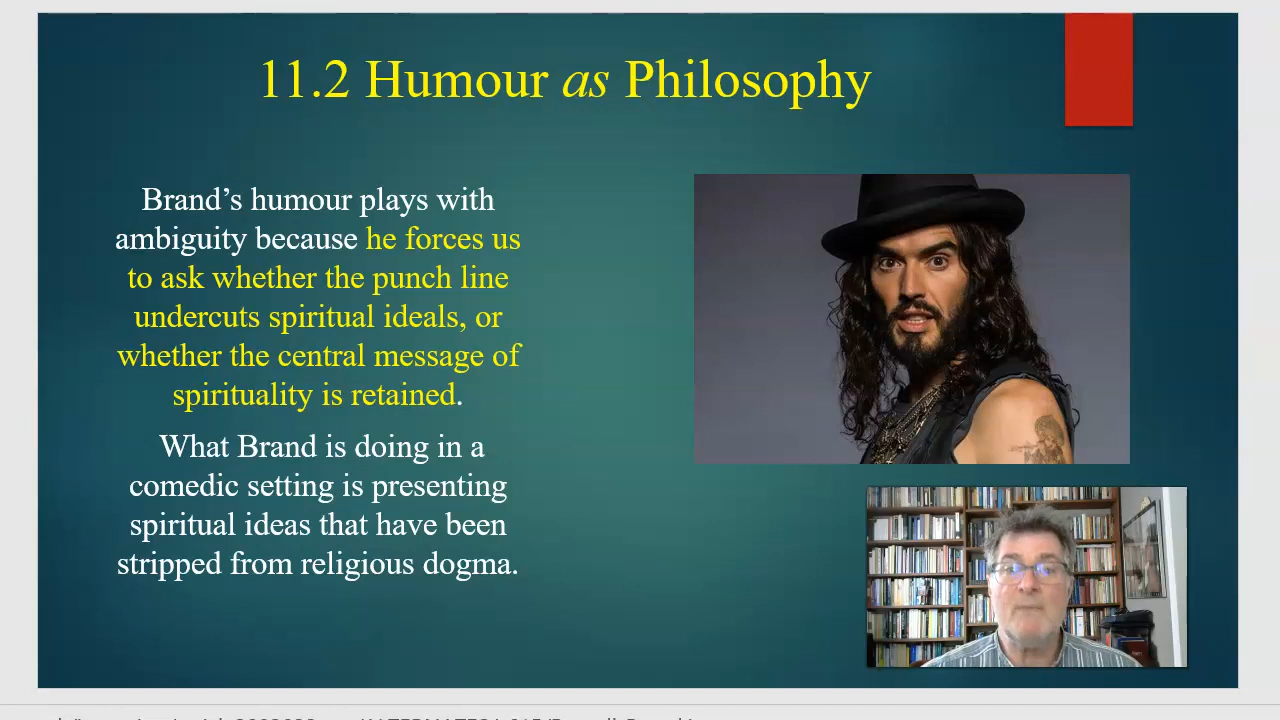 11.2 Humour as Philosophy
Brand’s humour plays with
ambiguity because he forces us
to ask whether the punch line
undercuts spiritual ideals, or
whether the central message of
spirituality is retained.
What Brand is doing in a
comedic setting is presenting
spiritual ideas that have been
stripped from religious dogma.